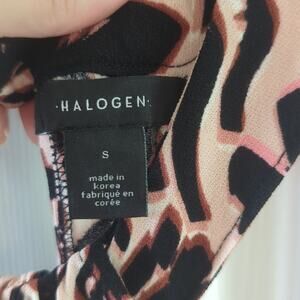 ·HALOGEN·
S
made in
korea
fabriqué en
corée